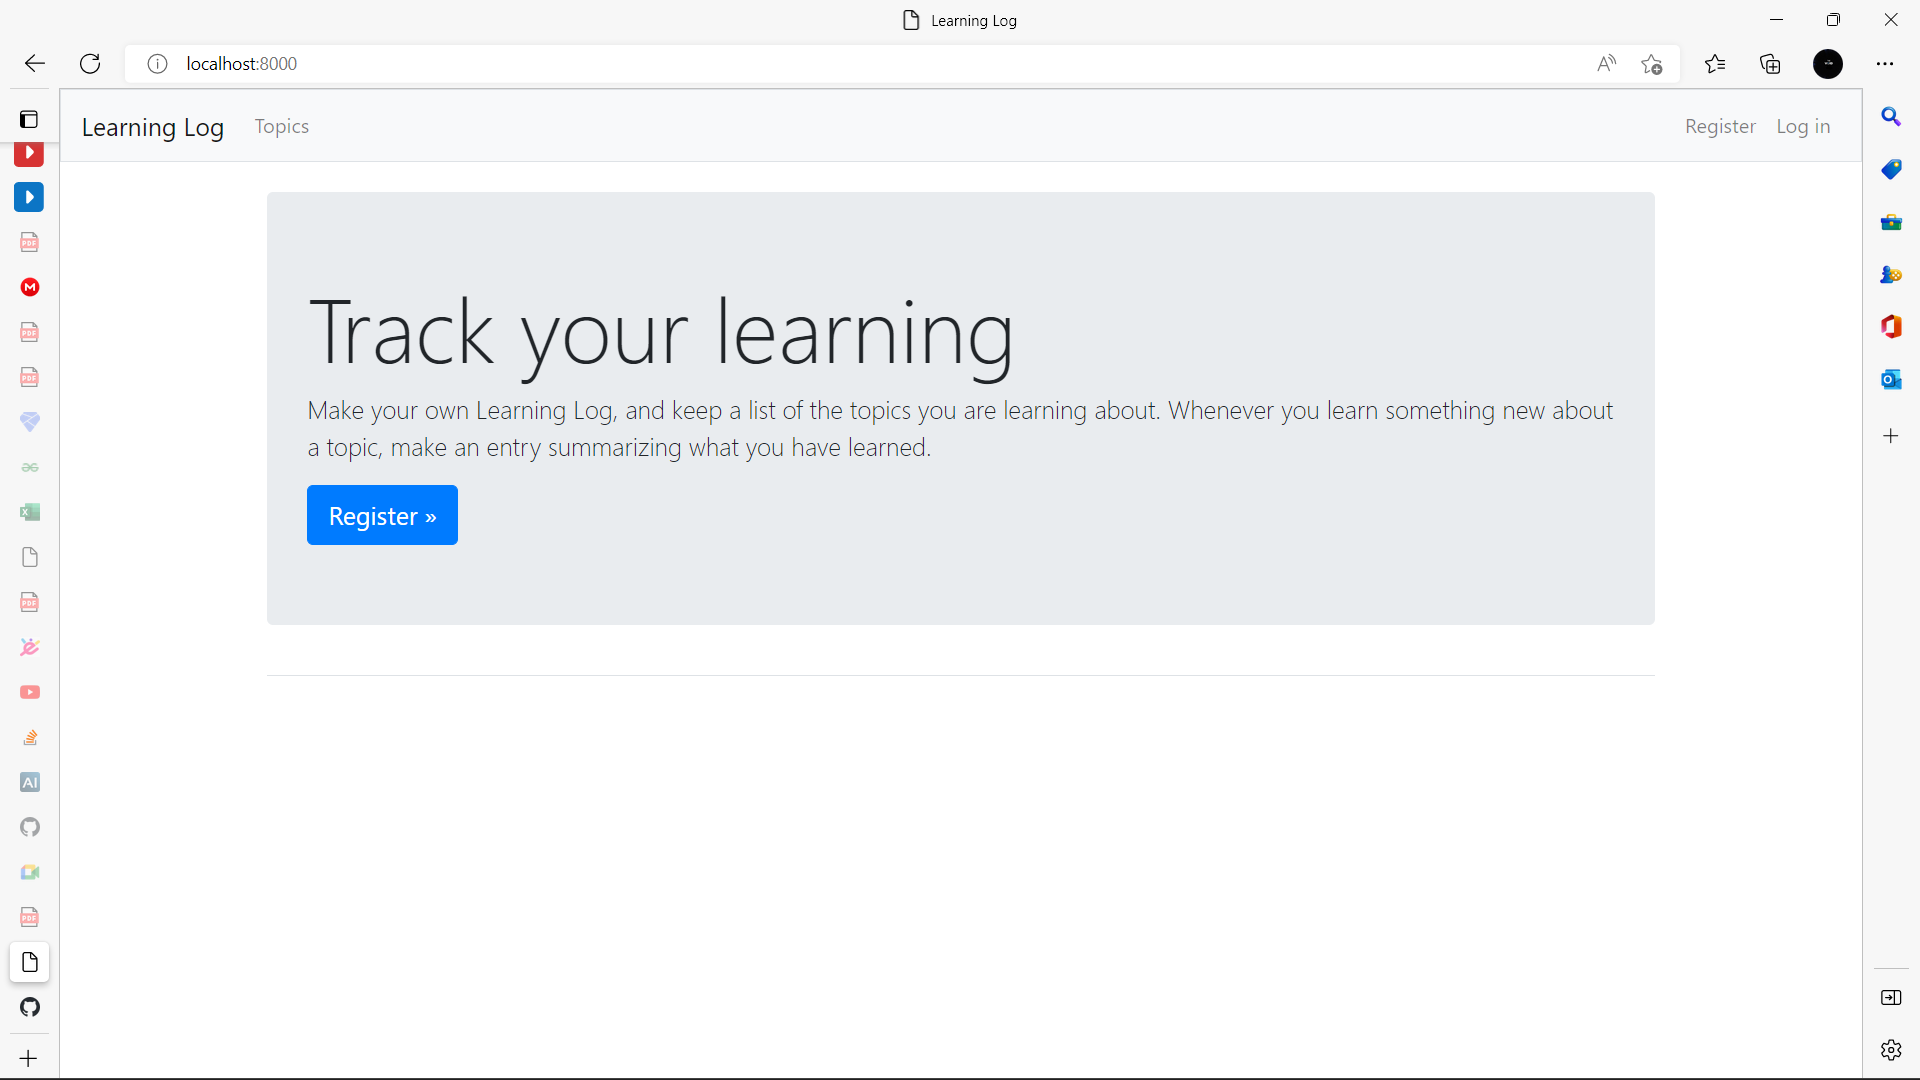 Learning Log
localhost:8000
Learning Log Topics Register Log in
Track your learning
Make your own Learning Log, and keep a list of the topics you are learning about. Whenever you learn something new about
a topic, make an entry summarizing what you have learned.
Register »